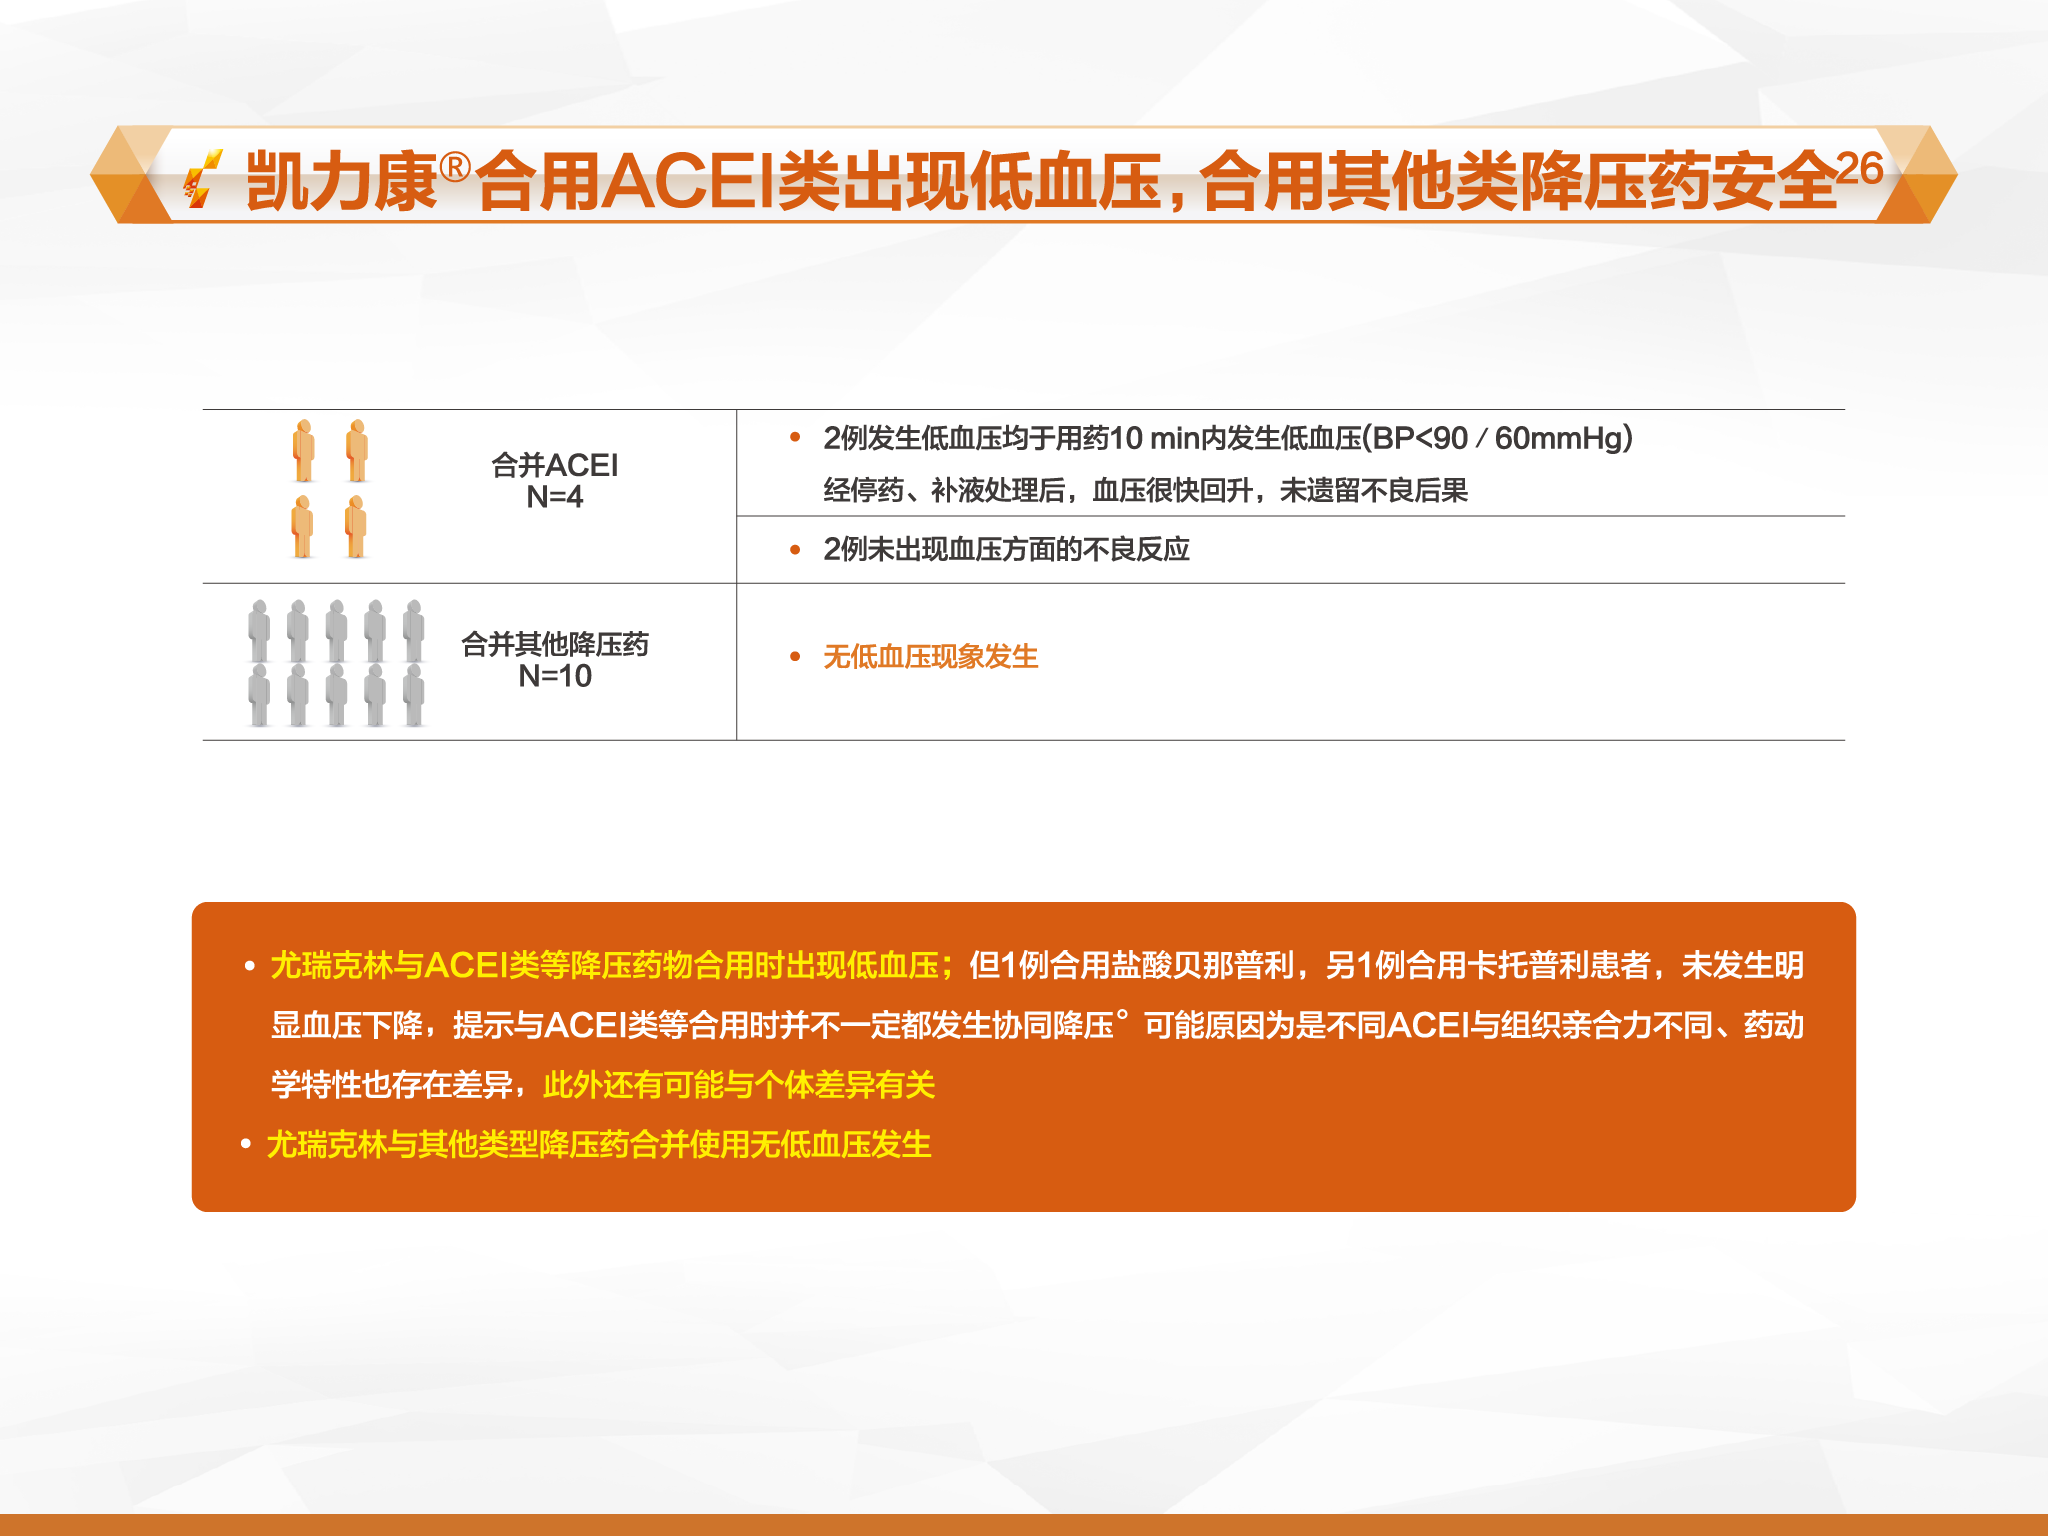 凯力康®合用ACEI类出现低血压，合用其他类降压药安全26
合并ACEI
N=4
• 2例发生低血压均于用药10 min内发生低血压(BP<90 / 60mmHg)
经停药、补液处理后，血压很快回升，未遗留不良后果
• 2例未出现血压方面的不良反应
合并其他降压药
N=10
• 无低血压现象发生
• 尤瑞克林与ACEI类等降压药物合用时出现低血压；但1例合用盐酸贝那普利，另1例合用卡托普利患者，未发生明
显血压下降，提示与ACEI类等合用时并不一定都发生协同降压°可能原因为是不同ACEI与组织亲合力不同、药动
学特性也存在差异，此外还有可能与个体差异有关
• 尤瑞克林与其他类型降压药合并使用无低血压发生